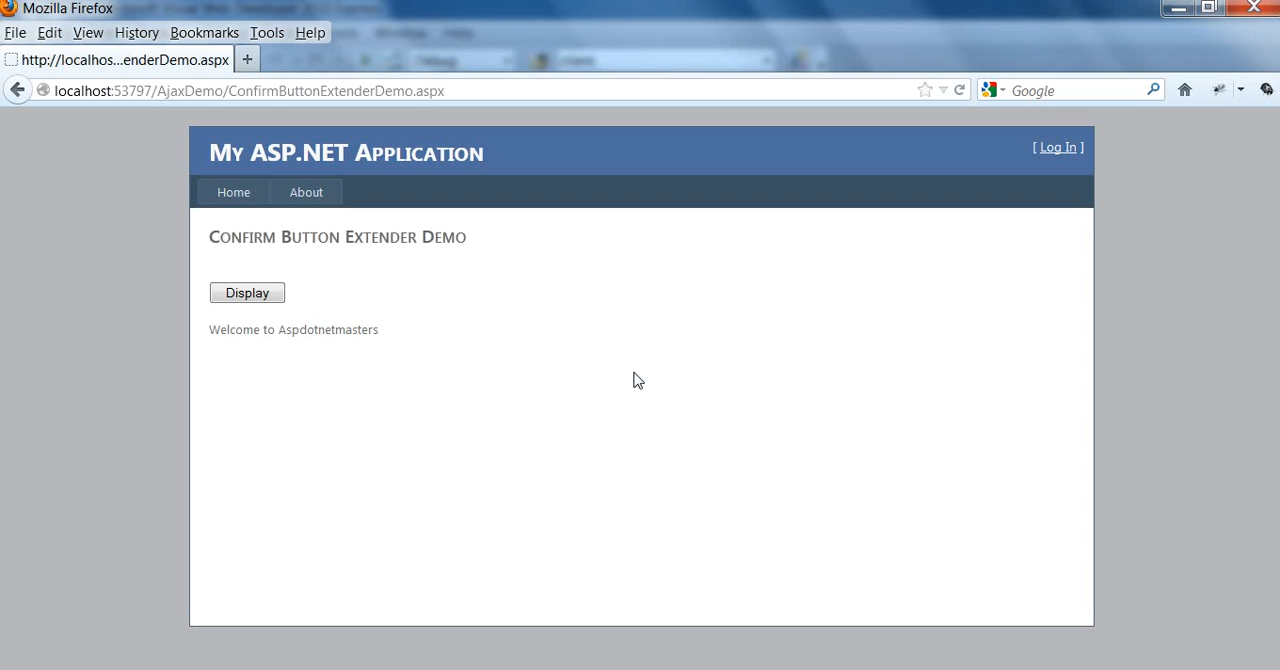 Mozilla Firefox
File Edit View History Bookmarks Tools Help
http://localhos...enderDemo.aspx +
localhost:53797/AjaxDemo/ConfirmButtonExtenderDemo.aspx Google
My ASP.NET Application [ Log In ]
Home About
Confirm Button Extender Demo
Display
Welcome to Aspdotnetmasters